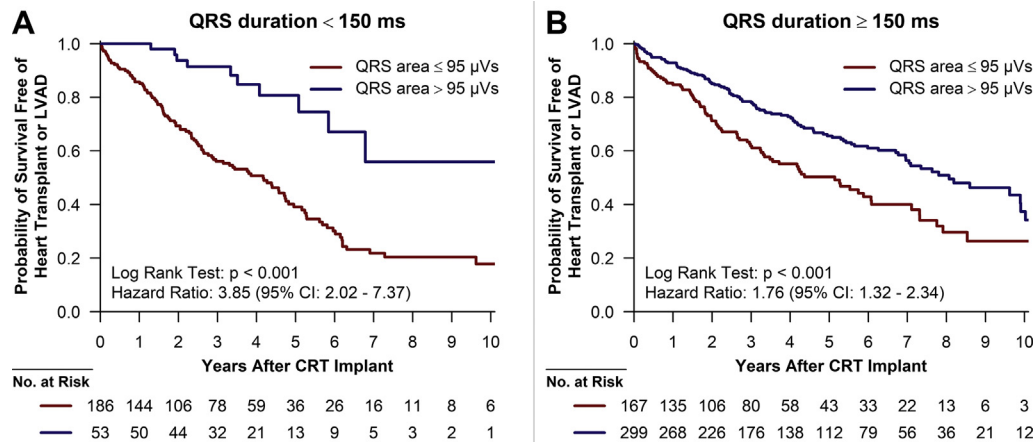 A
QRS duration < 150 ms
Probability of Survival Free of
Heart Transplant or LVAD
1.0
0.8
0.6
0.4
0.2
0.0
QRS area ≤ 95 µVs
QRS area > 95 µVs
Log Rank Test: p < 0.001
Hazard Ratio: 3.85 (95% CI: 2.02 - 7.37)
0 1 2 3 4 5 6 7 8 9 10
Years After CRT Implant
No. at Risk
186 144 106 78 59 36 26 16 11 8 6
53 50 44 32 21 13 9 5 3 2 1
B
QRS duration ≥ 150 ms
Probability of Survival Free of
Heart Transplant or LVAD
1.0
0.8
0.6
0.4
0.2
0.0
QRS area ≤ 95 µVs
QRS area > 95 µVs
Log Rank Test: p < 0.001
Hazard Ratio: 1.76 (95% CI: 1.32 - 2.34)
0 1 2 3 4 5 6 7 8 9 10
Years After CRT Implant
No. at Risk
167 135 106 80 58 43 33 22 13 6 3
299 268 226 176 138 112 79 56 36 21 12